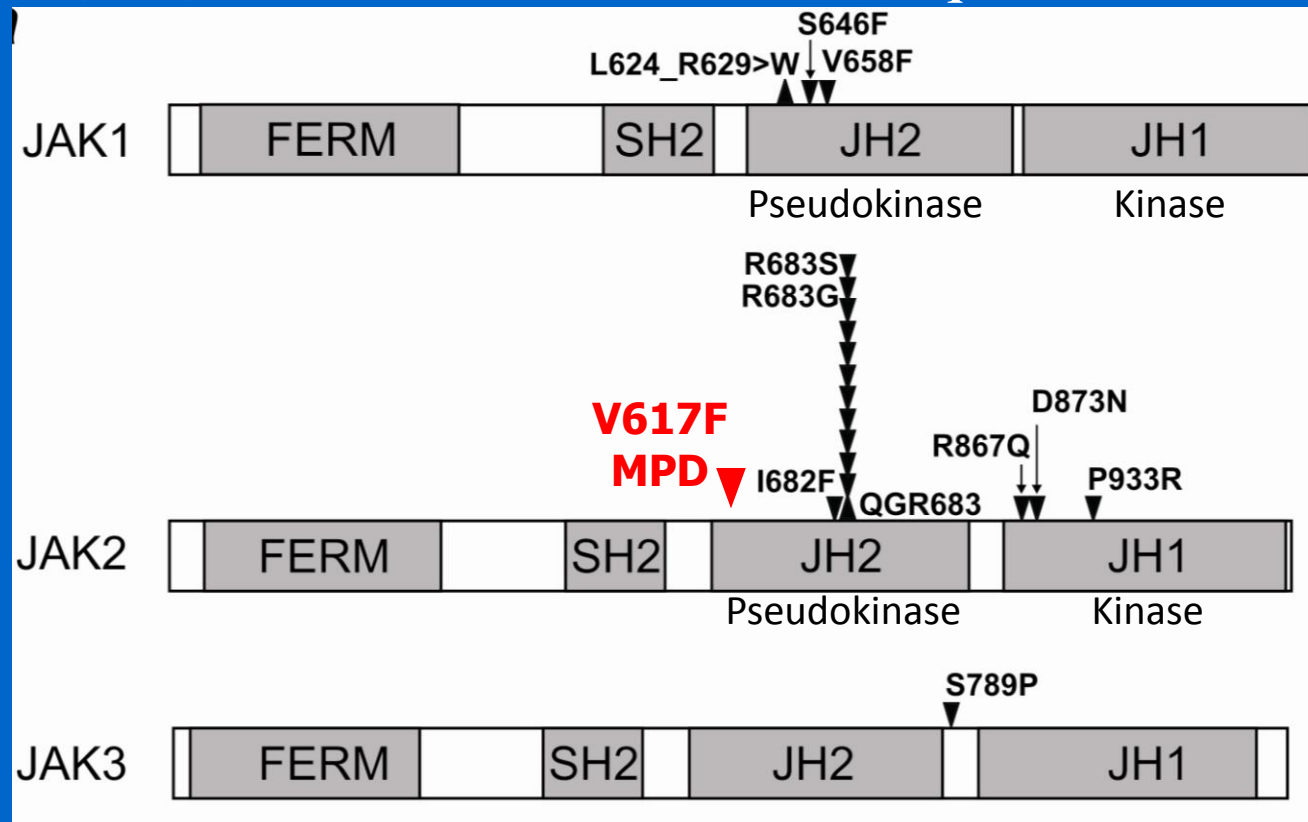 S646F
L624_R629>W V658F
JAK1 FERM SH2 JH2 JH1
Pseudokinase Kinase
R683S
R683G
V617F
MPD
D873N
R867Q
I682F P933R
QGR683
JAK2 FERM SH2 JH2 JH1
Pseudokinase Kinase
S789P
JAK3 FERM SH2 JH2 JH1